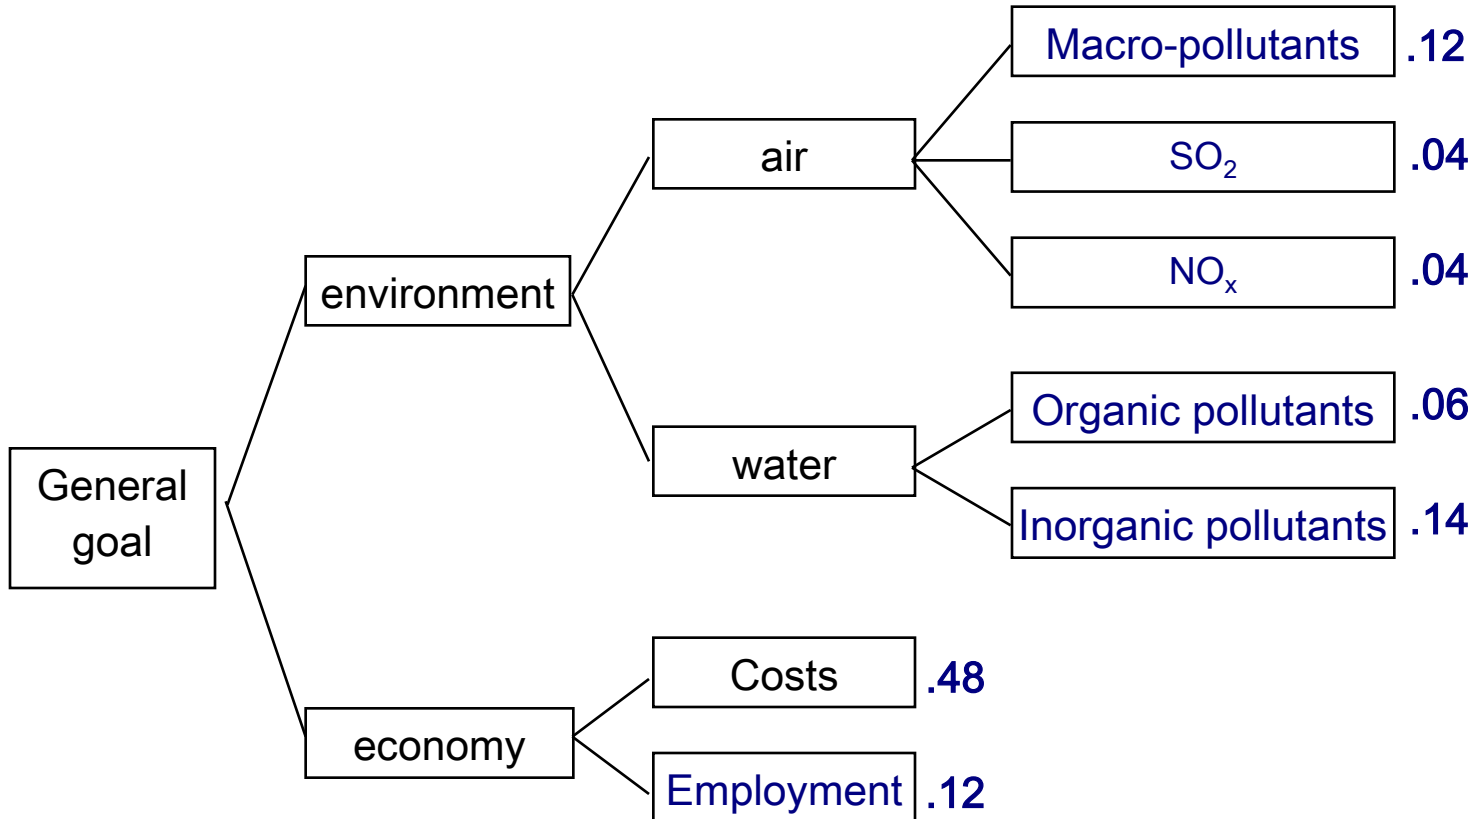 Macro-pollutants .12
air
SO₂ .04
NOₓ .04
environment
Organic pollutants .06
water
Inorganic pollutants .14
General
goal
Costs .48
economy
Employment .12